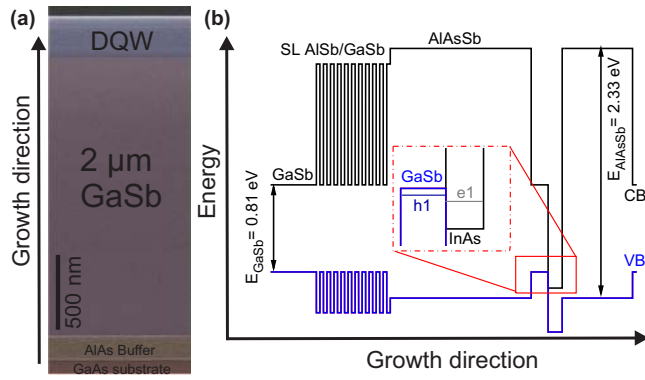 (a)
DQW
2 μm
GaSb
500 nm
AlAs Buffer
GaAs substrate
Growth direction
(b)
SL AlSb/GaSb
AlAsSb
GaSb
E_GaSb = 0.81 eV
GaSb
h1
e1
InAs
E_AlAsSb = 2.33 eV
CB
VB
Energy
Growth direction